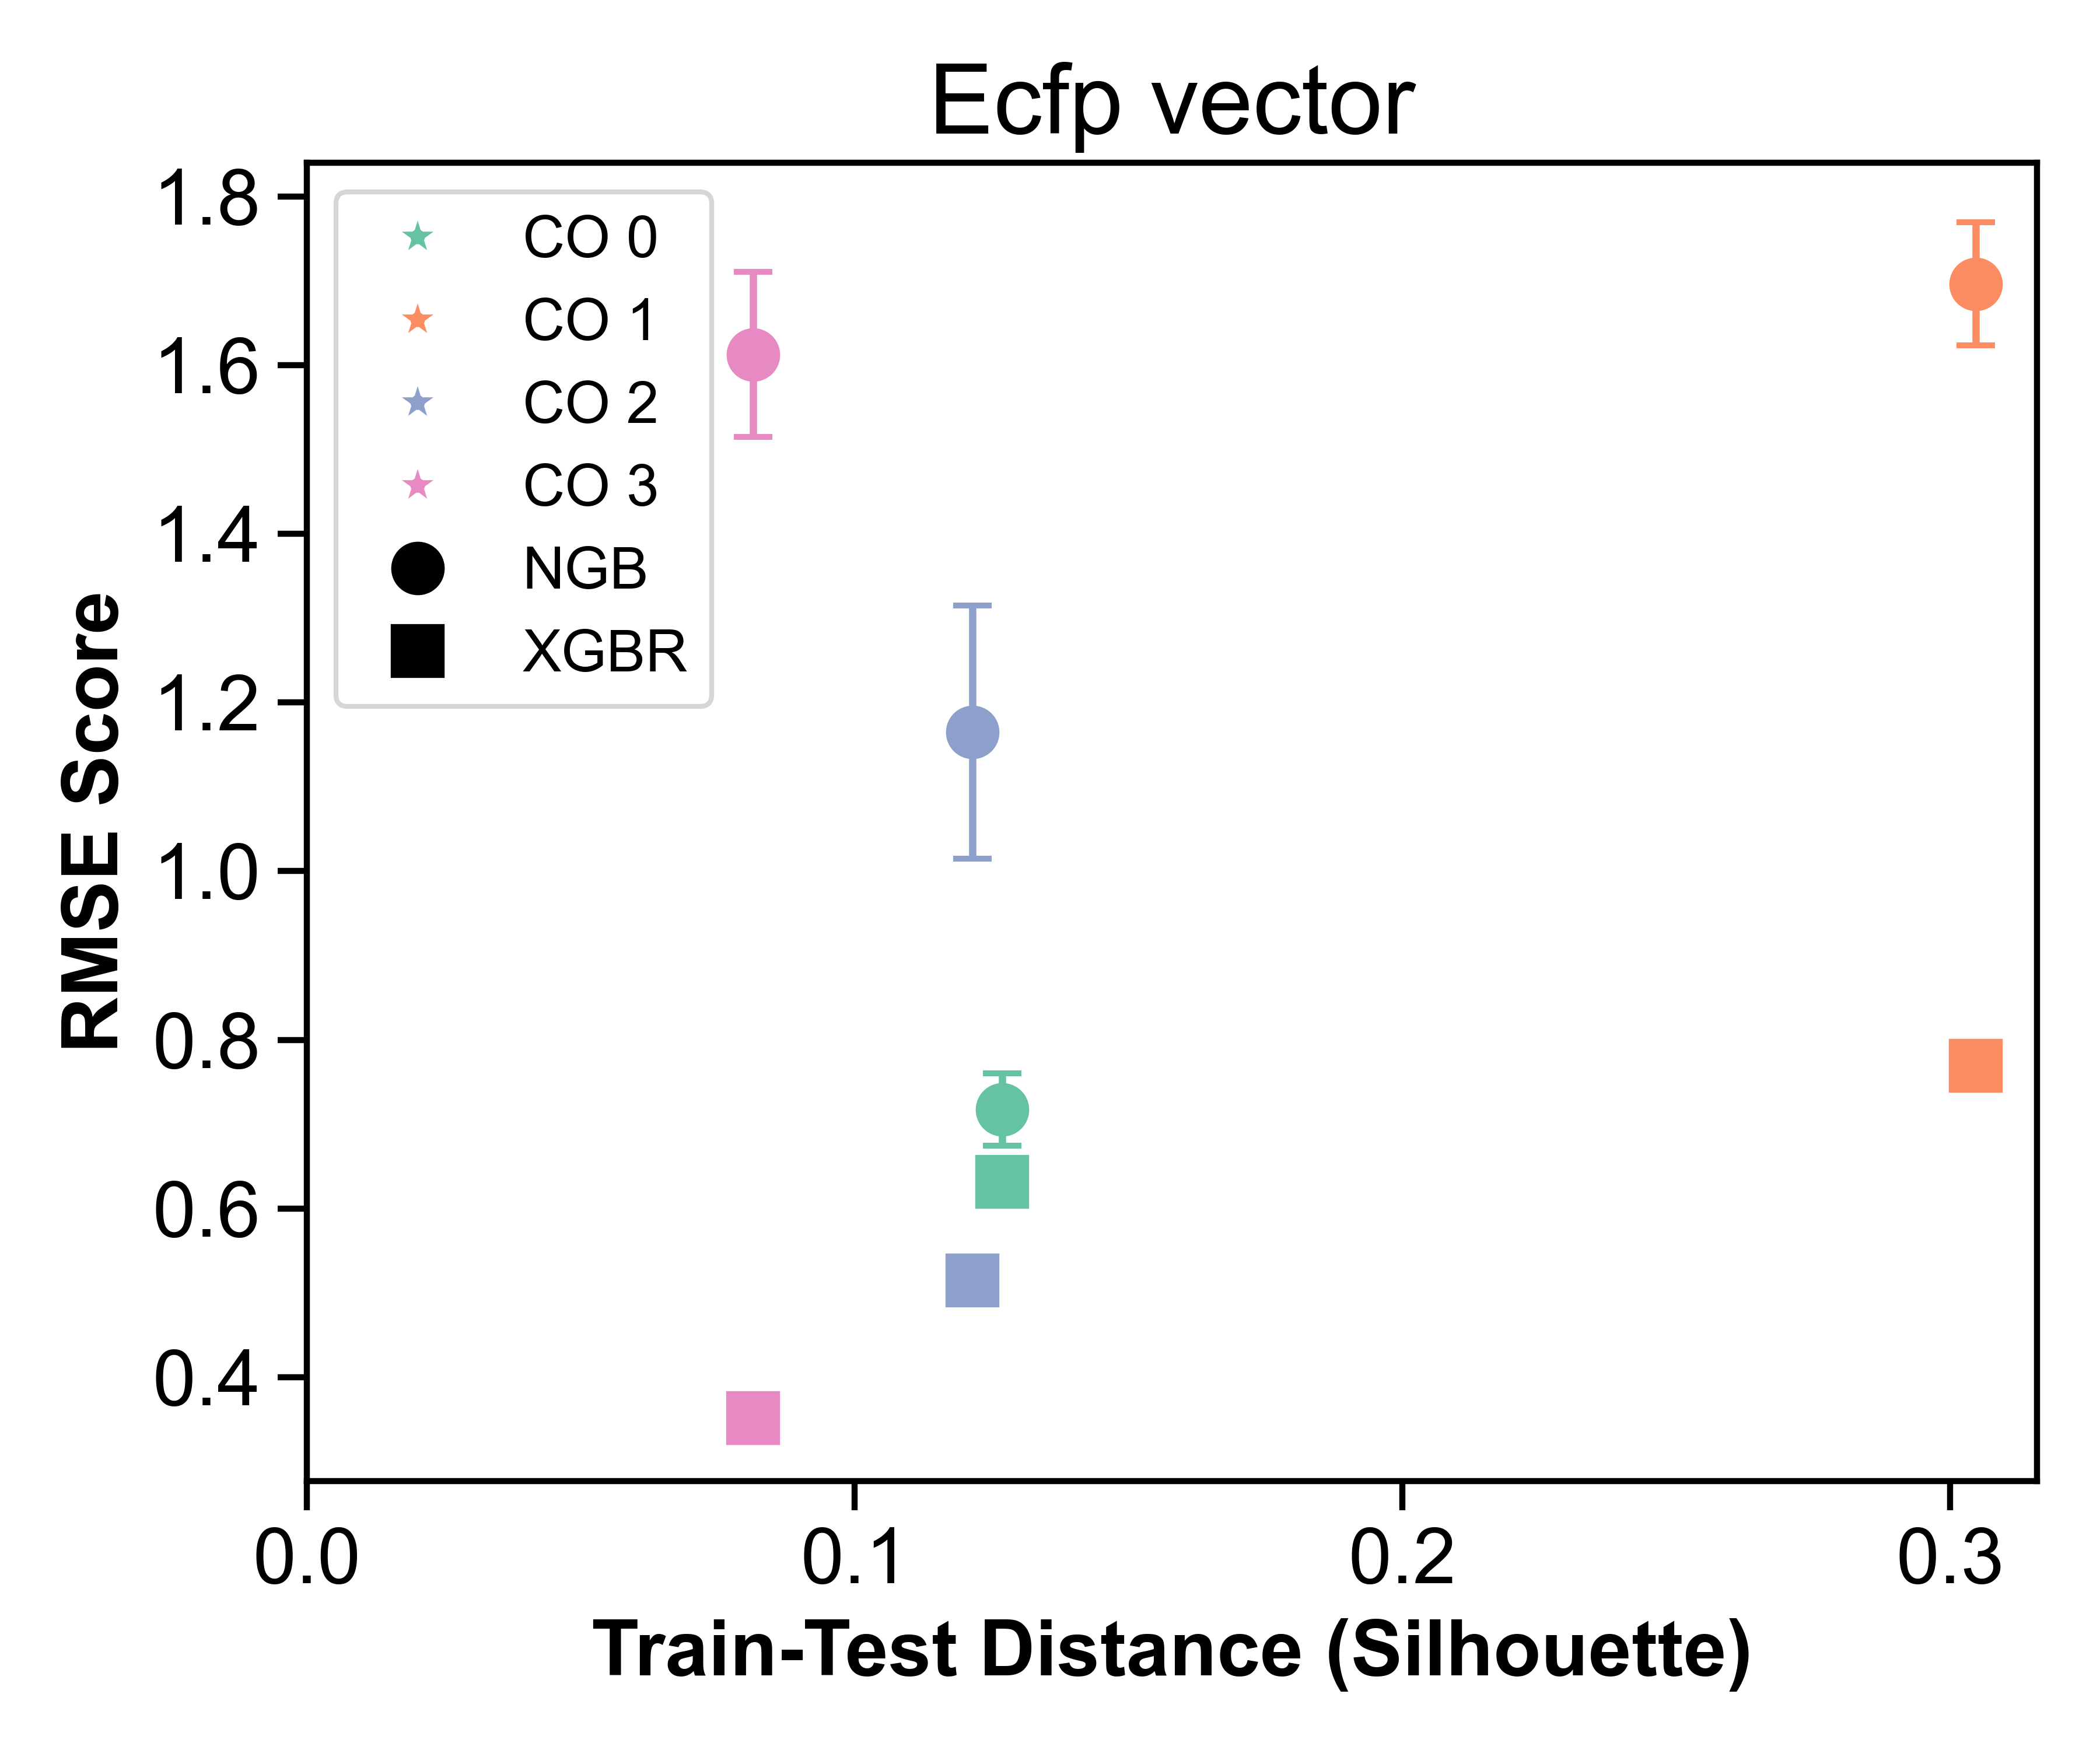 Ecfp vector
CO 0
CO 1
CO 2
CO 3
NGB
XGBR
RMSE Score
1.8
1.6
1.4
1.2
1.0
0.8
0.6
0.4
0.0 0.1 0.2 0.3
Train-Test Distance (Silhouette)